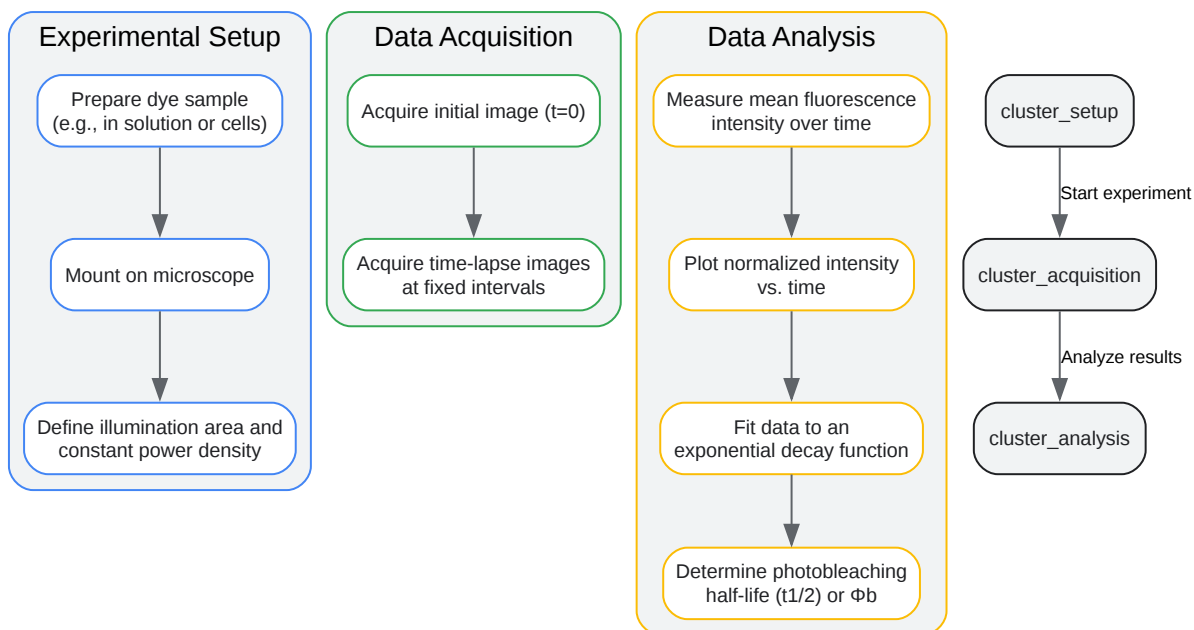 Experimental Setup
Prepare dye sample
(e.g., in solution or cells)
Mount on microscope
Define illumination area and
constant power density
Data Acquisition
Acquire initial image (t=0)
Acquire time-lapse images
at fixed intervals
Data Analysis
Measure mean fluorescence
intensity over time
Plot normalized intensity
vs. time
Fit data to an
exponential decay function
Determine photobleaching
half-life (t1/2) or Φb
cluster_setup
Start experiment
cluster_acquisition
Analyze results
cluster_analysis